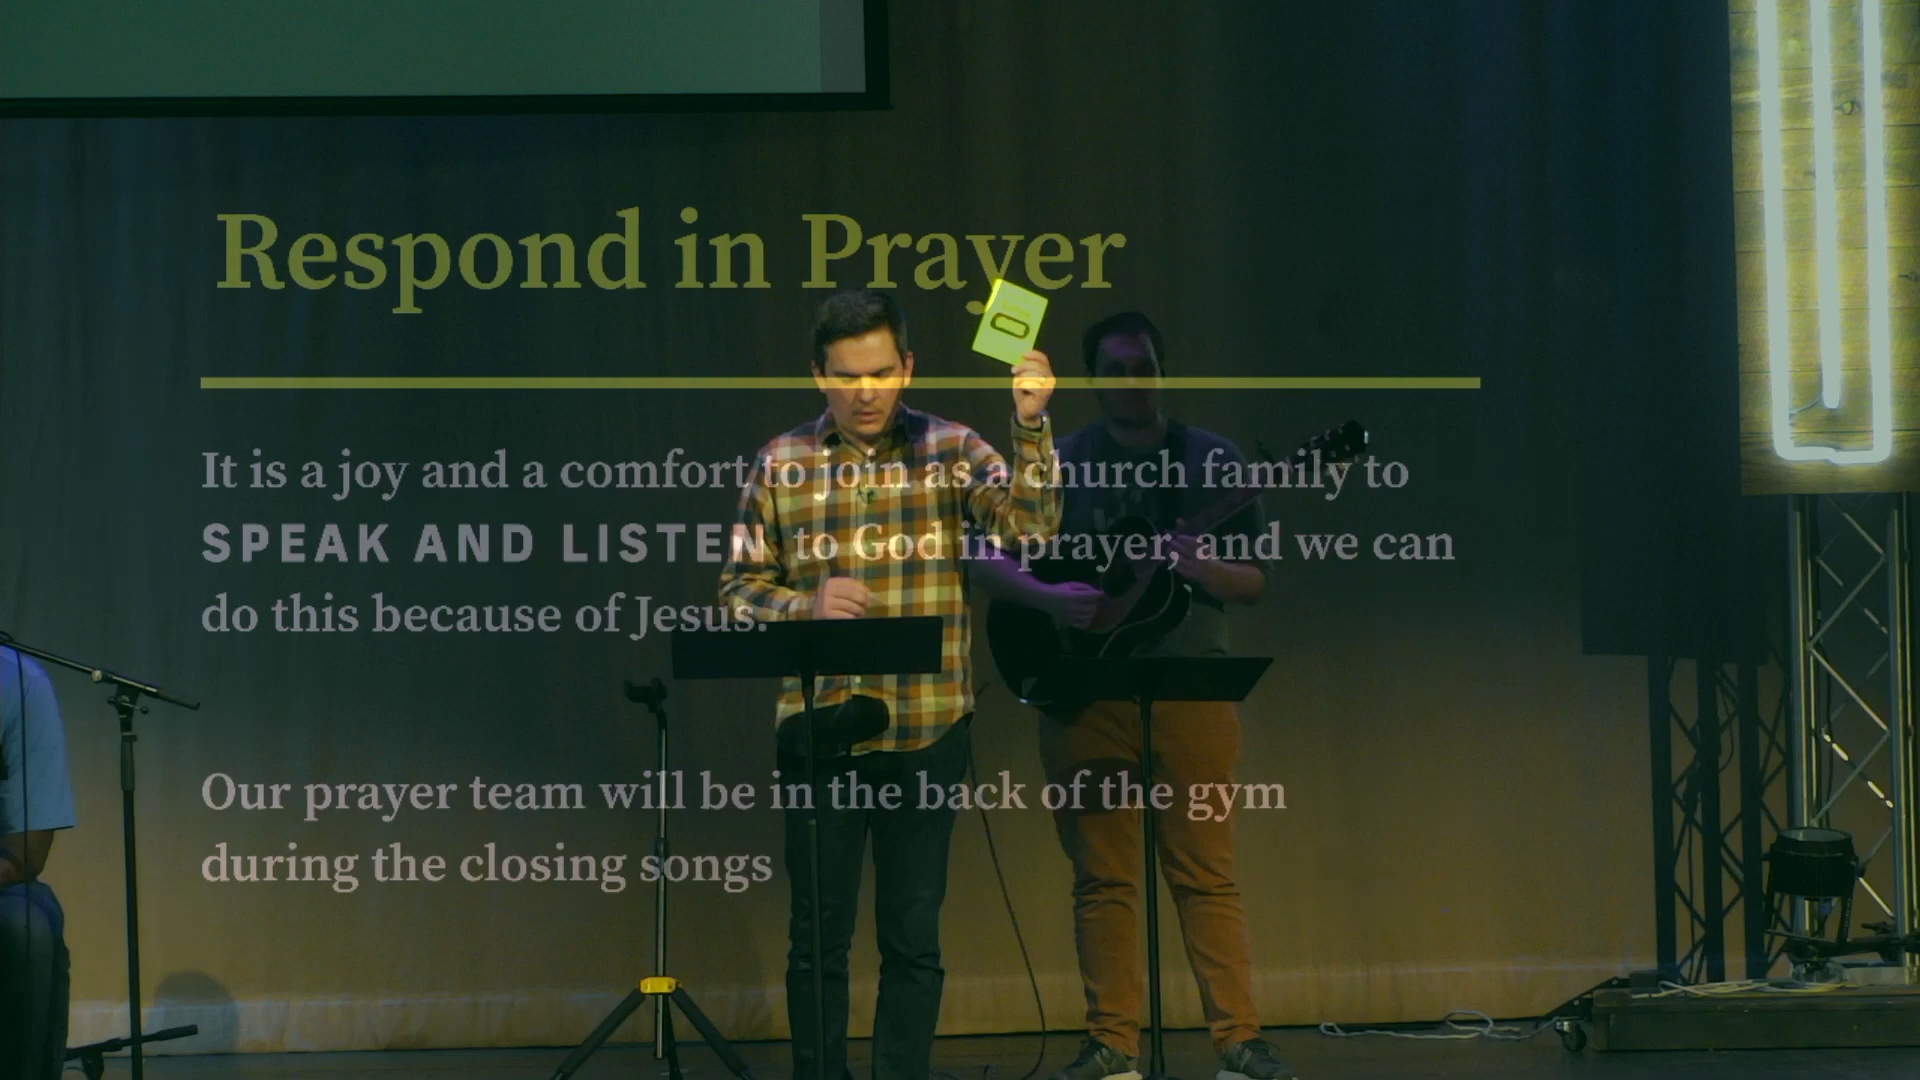 Respond in Prayer
It is a joy and a comfort to join as a church family to
SPEAK AND LISTEN to God in prayer, and we can
do this because of Jesus.
Our prayer team will be in the back of the gym
during the closing songs